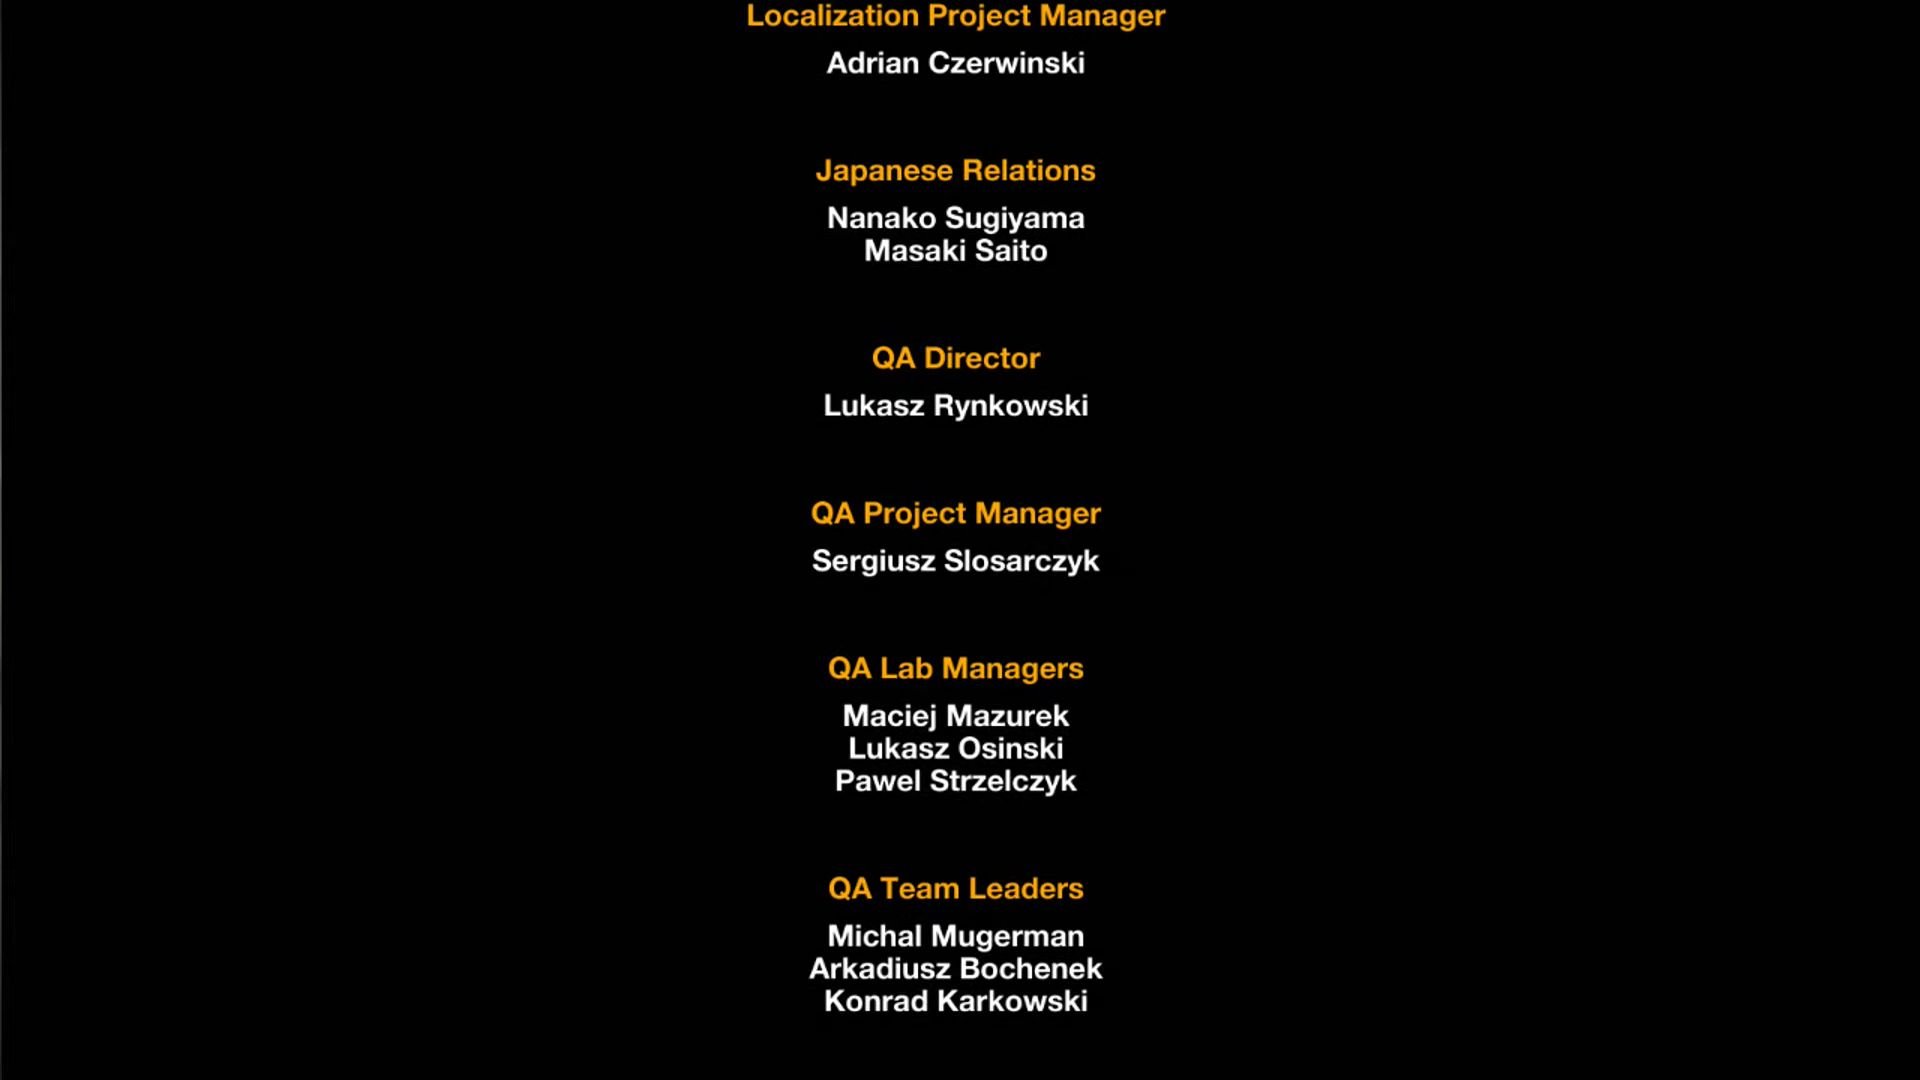 Localization Project Manager
Adrian Czerwinski
Japanese Relations
Nanako Sugiyama
Masaki Saito
QA Director
Lukasz Rynkowski
QA Project Manager
Sergiusz Slosarczyk
QA Lab Managers
Maciej Mazurek
Lukasz Osinski
Pawel Strzelczyk
QA Team Leaders
Michal Mugerman
Arkadiusz Bochenek
Konrad Karkowski